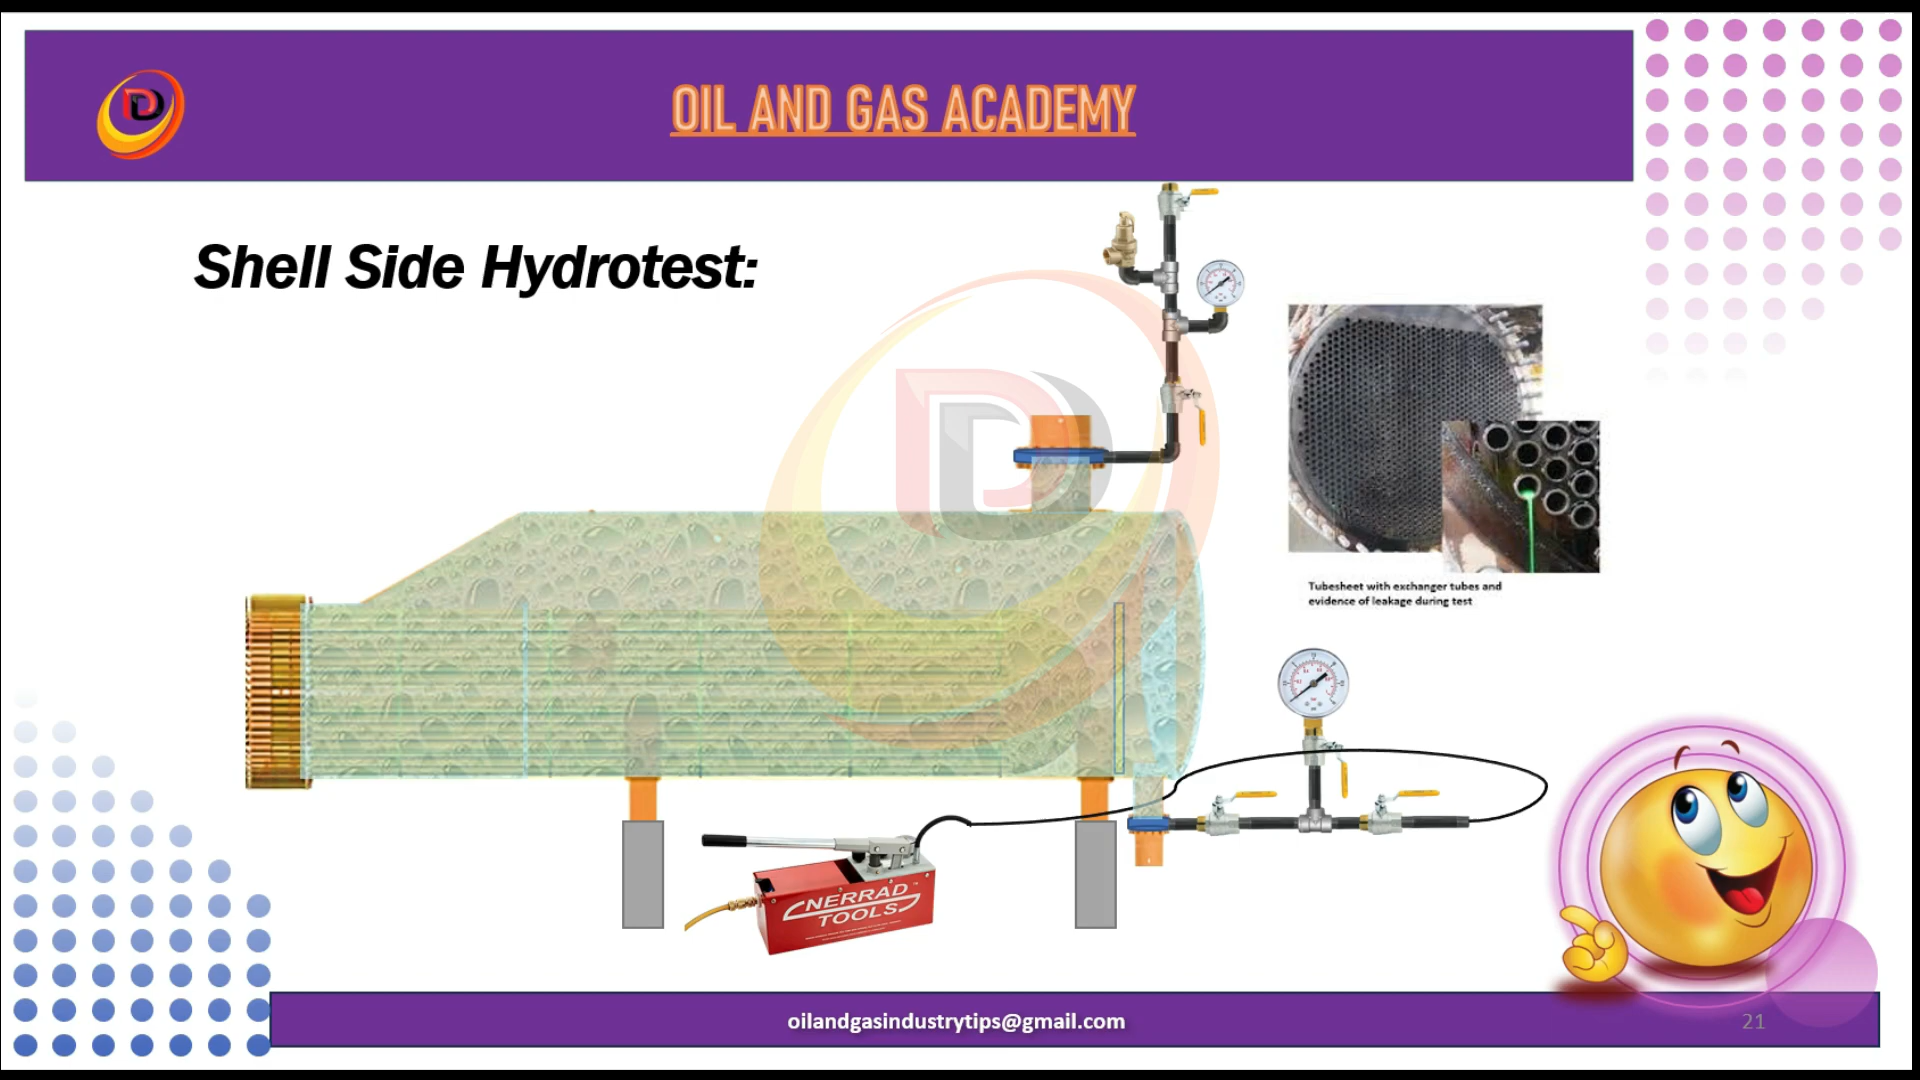 OIL AND GAS ACADEMY
Shell Side Hydrotest:
Tubesheet with exchanger tubes and
evidence of leakage during test
NERRAD
TOOLS
oilandgasindustrytips@gmail.com
21